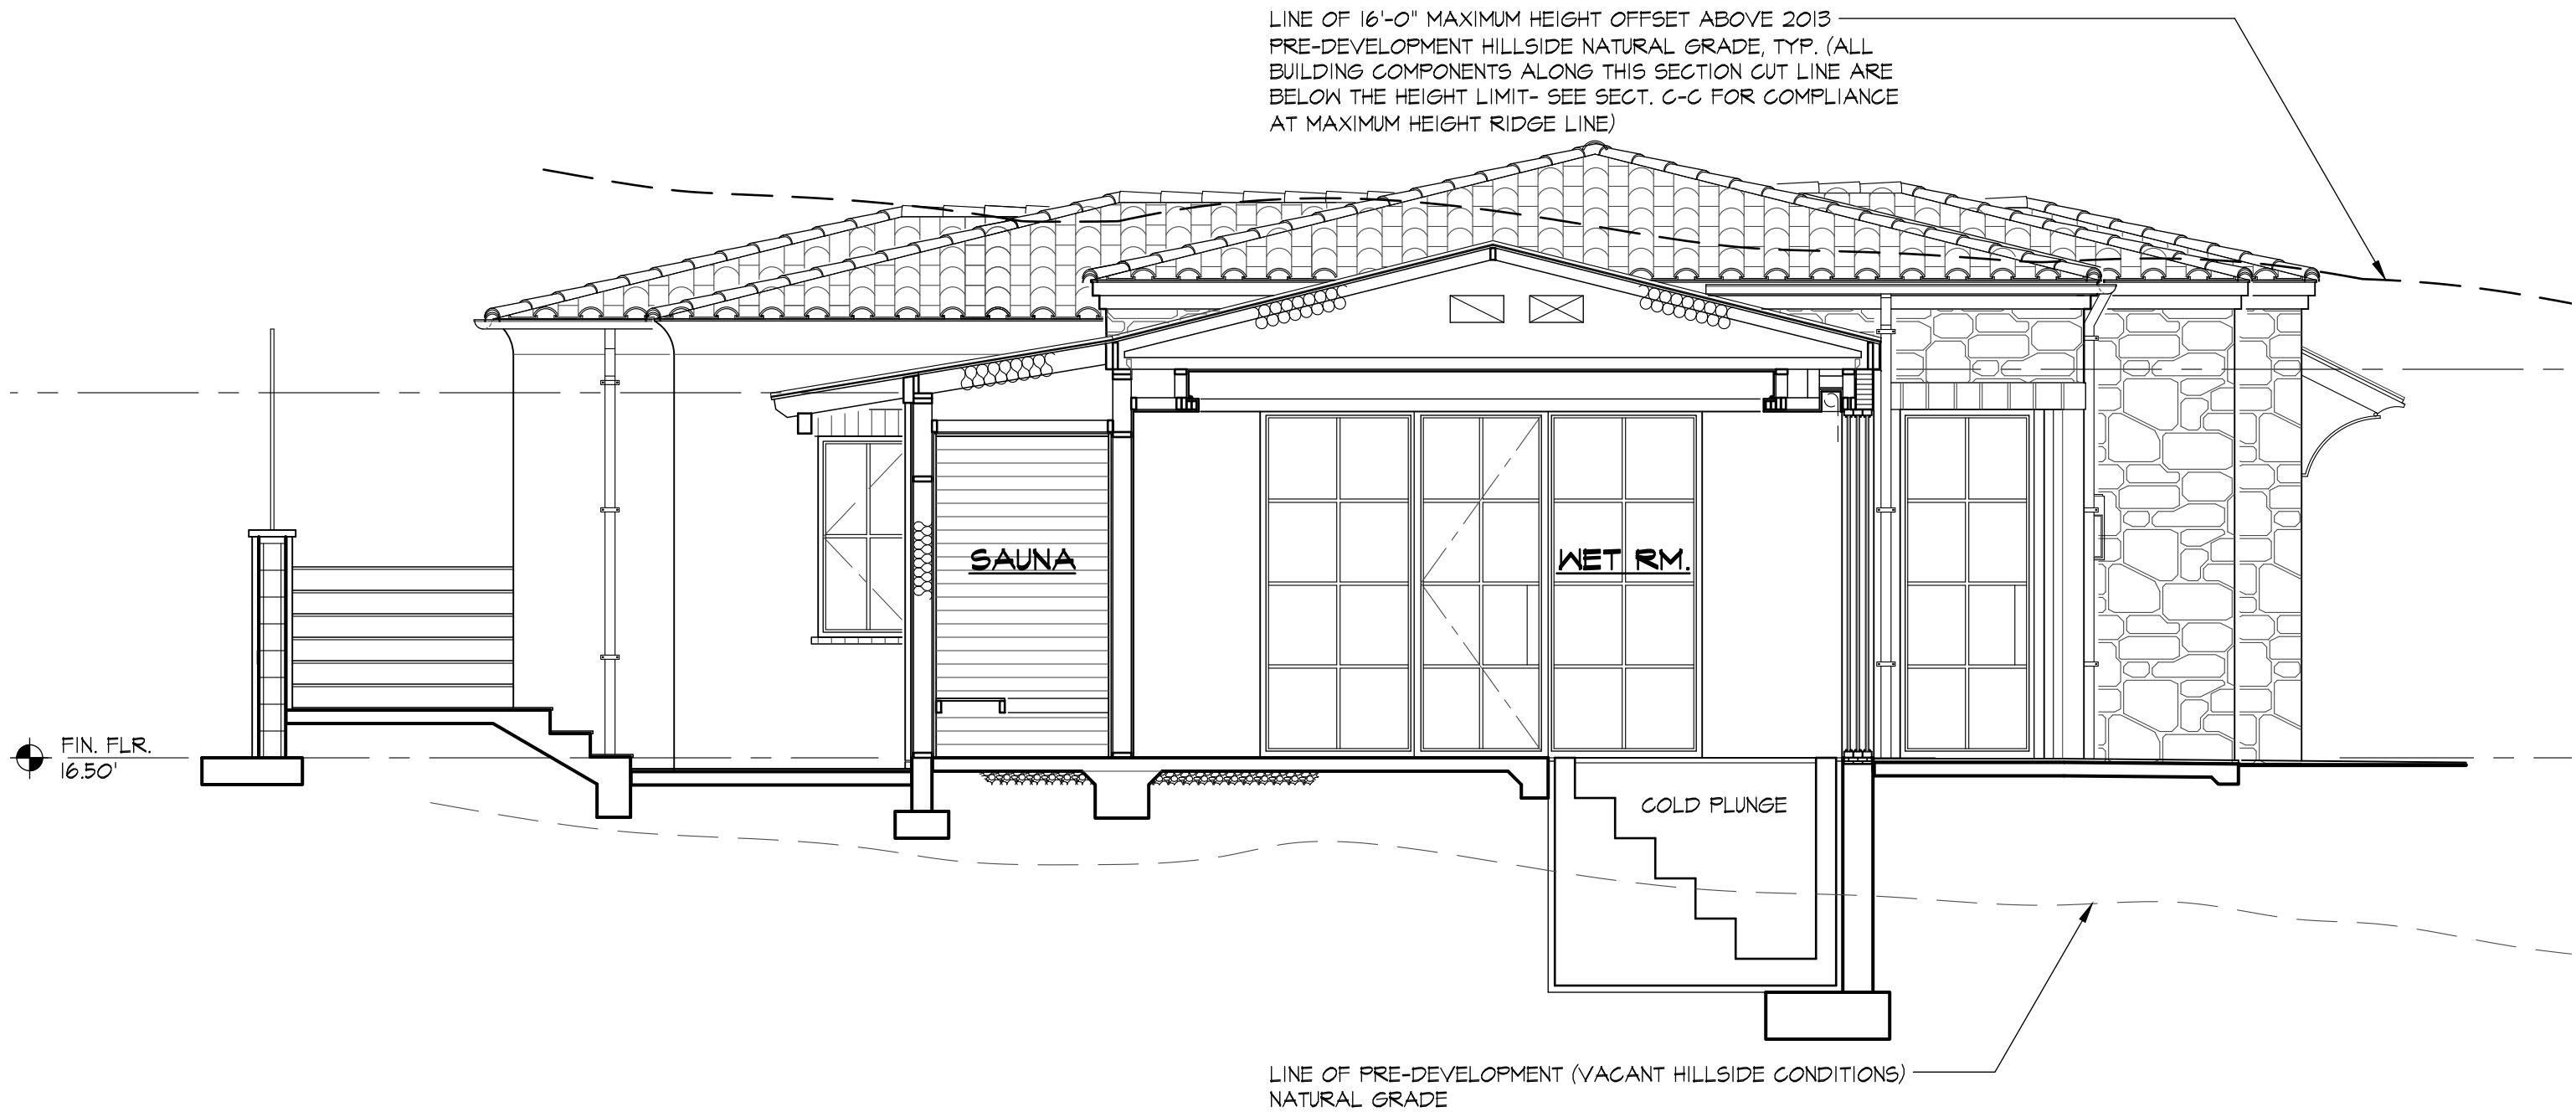 LINE OF 16'-0" MAXIMUM HEIGHT OFFSET ABOVE 2013
PRE-DEVELOPMENT HILLSIDE NATURAL GRADE, TYP. (ALL
BUILDING COMPONENTS ALONG THIS SECTION CUT LINE ARE
BELOW THE HEIGHT LIMIT- SEE SECT. C-C FOR COMPLIANCE
AT MAXIMUM HEIGHT RIDGE LINE)
SAUNA
WET RM.
FIN. FLR.
16.50'
COLD PLUNGE
LINE OF PRE-DEVELOPMENT (VACANT HILLSIDE CONDITIONS)
NATURAL GRADE